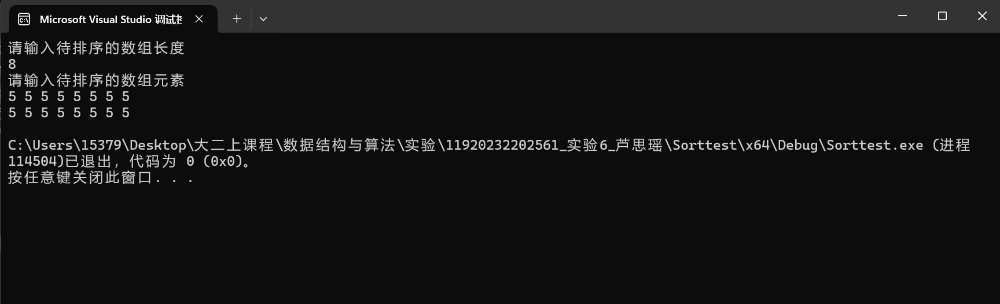 Microsoft Visual Studio 调试
请输入待排序的数组长度
8
请输入待排序的数组元素
5 5 5 5 5 5 5 5
5 5 5 5 5 5 5 5
C:\Users\15379\Desktop\大二上课程\数据结构与算法\实验\11920232202561_实验6_芦思瑶\Sorttest\x64\Debug\Sorttest.exe (进程
114504)已退出，代码为 0 (0x0)。
按任意键关闭此窗口. . .